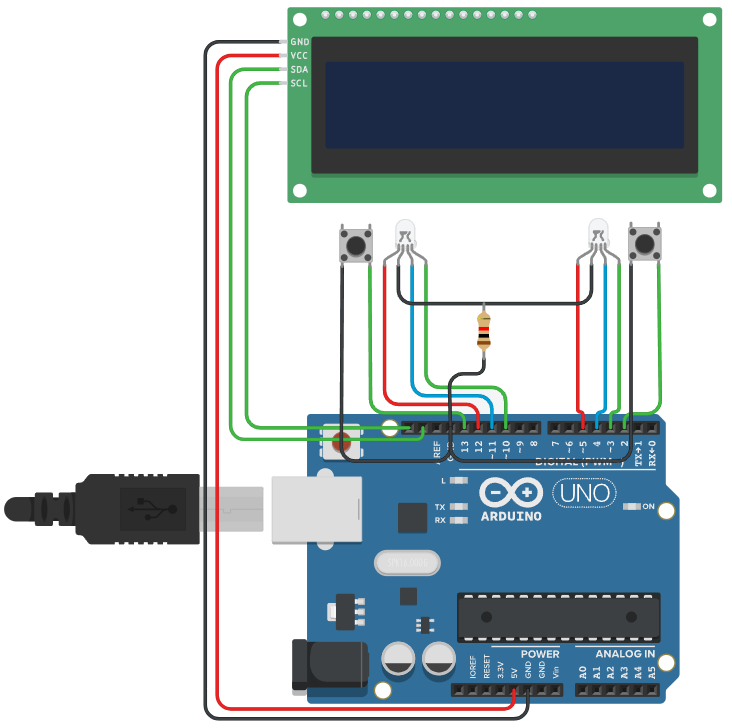 GND
VCC
SDA
SCL
AREF
13
12
~11
~10
~9
8
7
~6
~5
4
~3
2
TX→1
RX←0
DIGITAL (PWM~)
L
TX
RX
ARDUINO
UNO
ON
POWER
ANALOG IN
IOREF
RESET
3.3V
5V
GND
GND
Vin
A0
A1
A2
A3
A4
A5